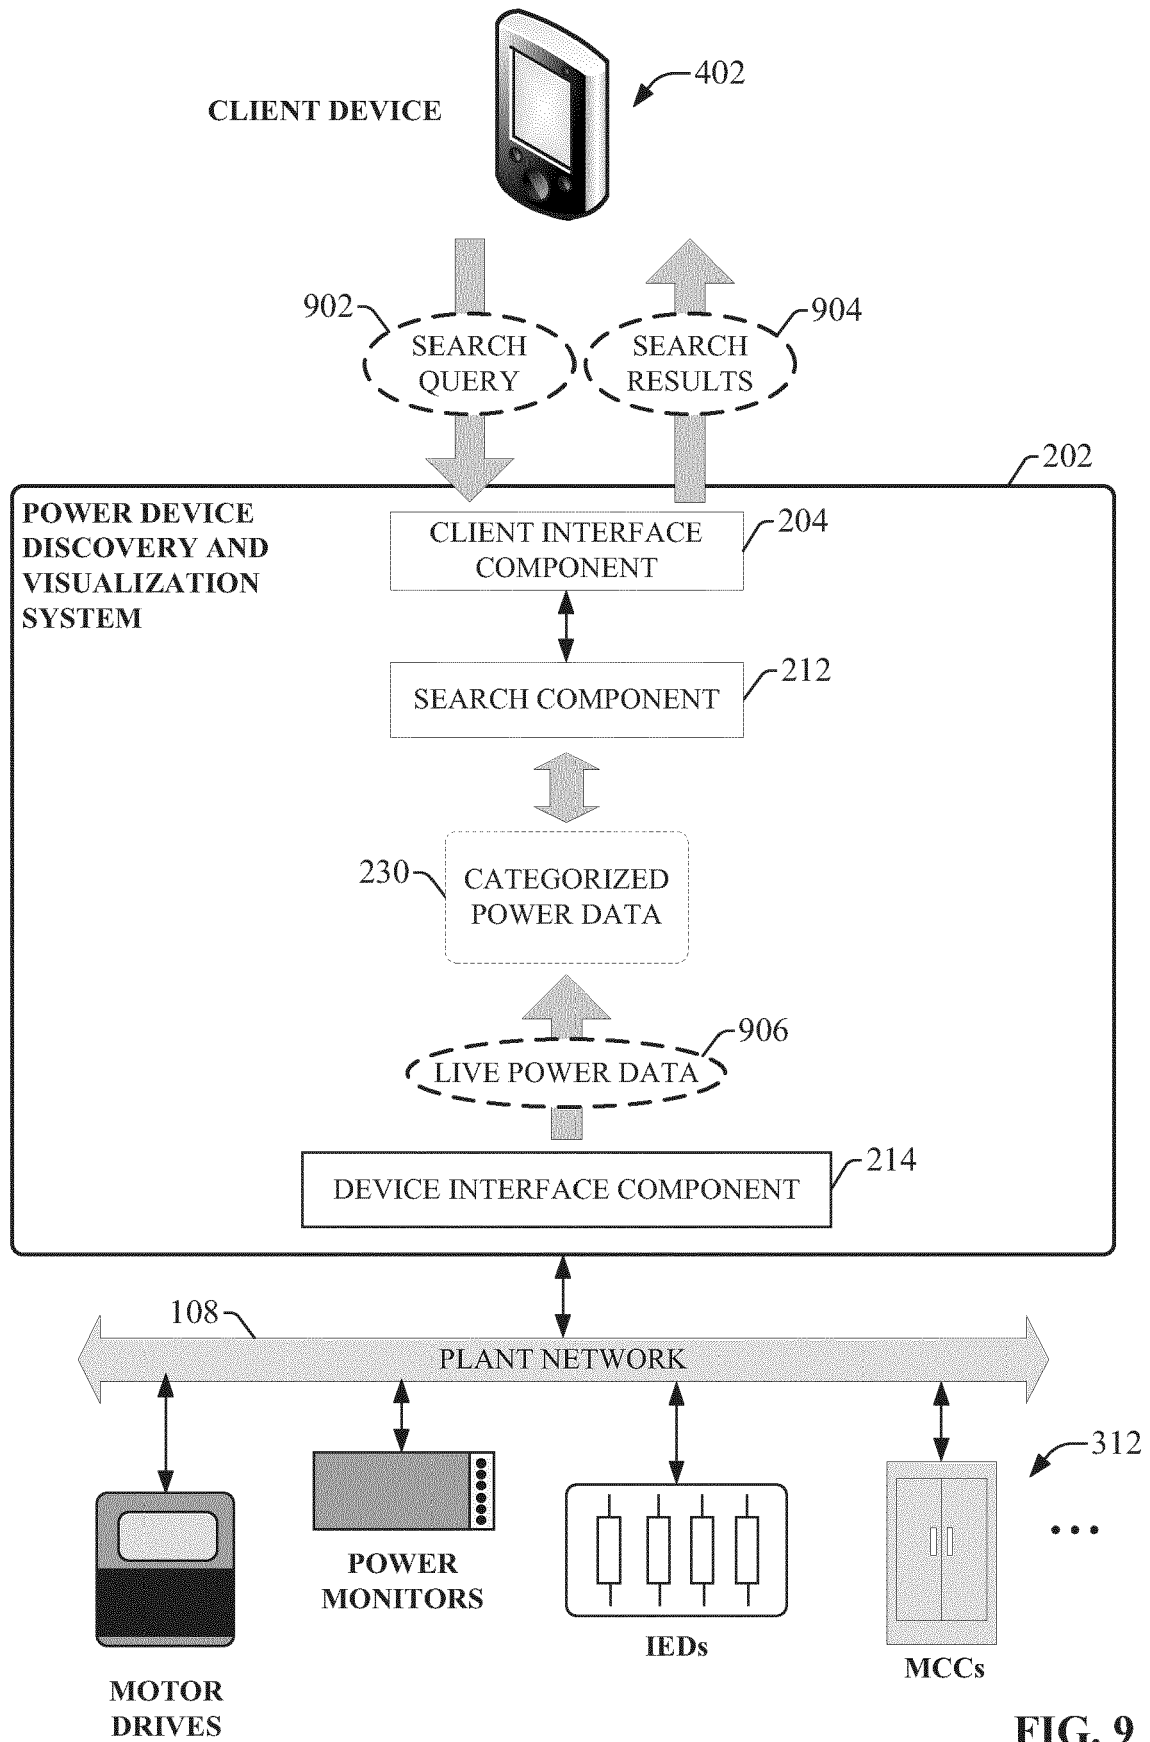 402
CLIENT DEVICE
902
904
SEARCH
QUERY
SEARCH
RESULTS
202
POWER DEVICE
DISCOVERY AND
VISUALIZATION
SYSTEM
CLIENT INTERFACE
COMPONENT
204
SEARCH COMPONENT
212
230
CATEGORIZED
POWER DATA
906
LIVE POWER DATA
214
DEVICE INTERFACE COMPONENT
108
PLANT NETWORK
312
...
POWER
MONITORS
IEDs
MCCs
MOTOR
DRIVES
FIG. 9